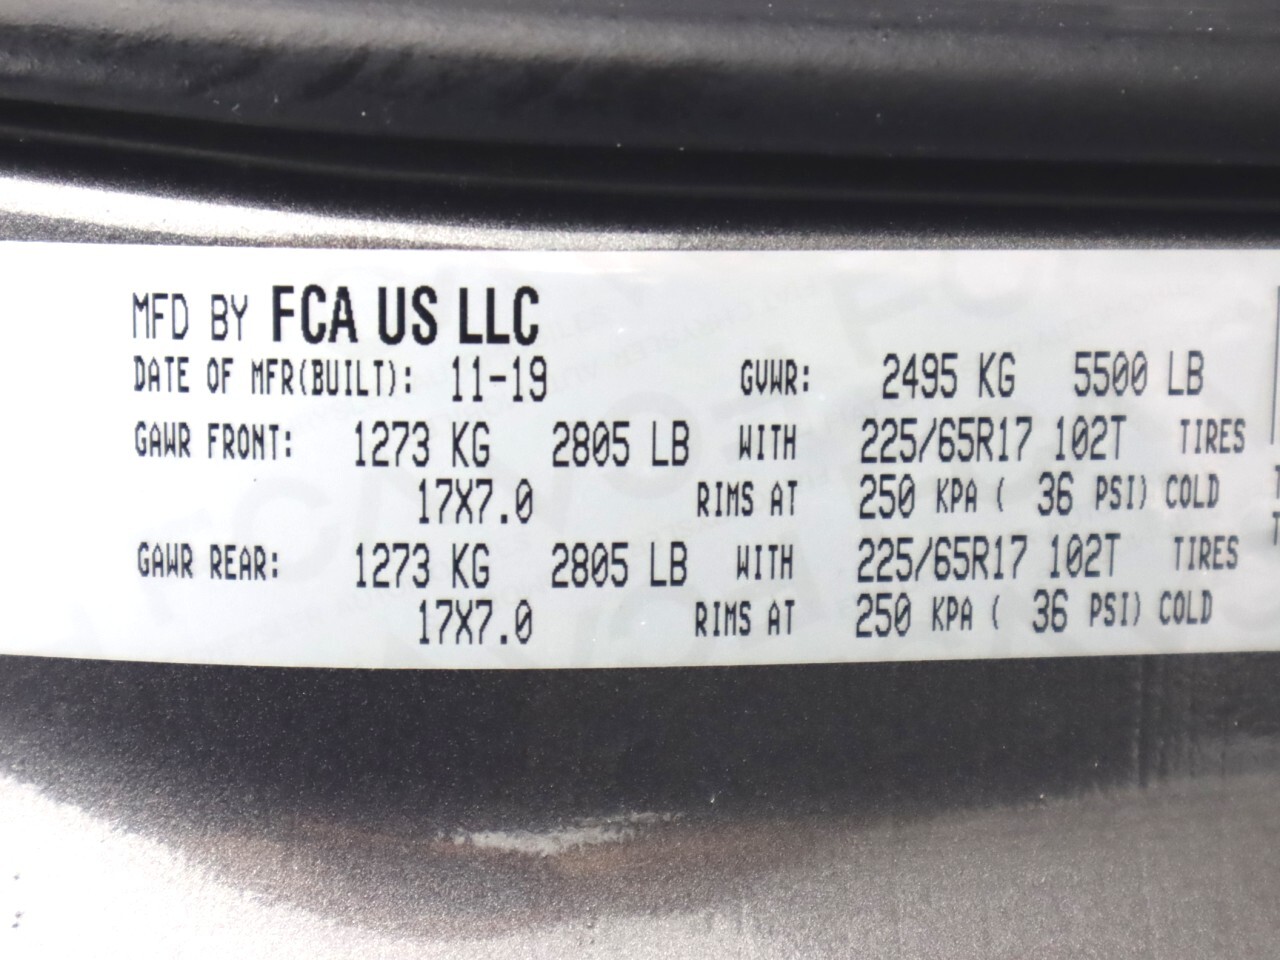 MFD BY FCA US LLC
DATE OF MFR(BUILT): 11-19 GVWR: 2495 KG 5500 LB
GAWR FRONT: 1273 KG 2805 LB WITH 225/65R17 102T TIRES
17X7.0 RIMS AT 250 KPA ( 36 PSI) COLD
GAWR REAR: 1273 KG 2805 LB WITH 225/65R17 102T TIRES
17X7.0 RIMS AT 250 KPA ( 36 PSI) COLD